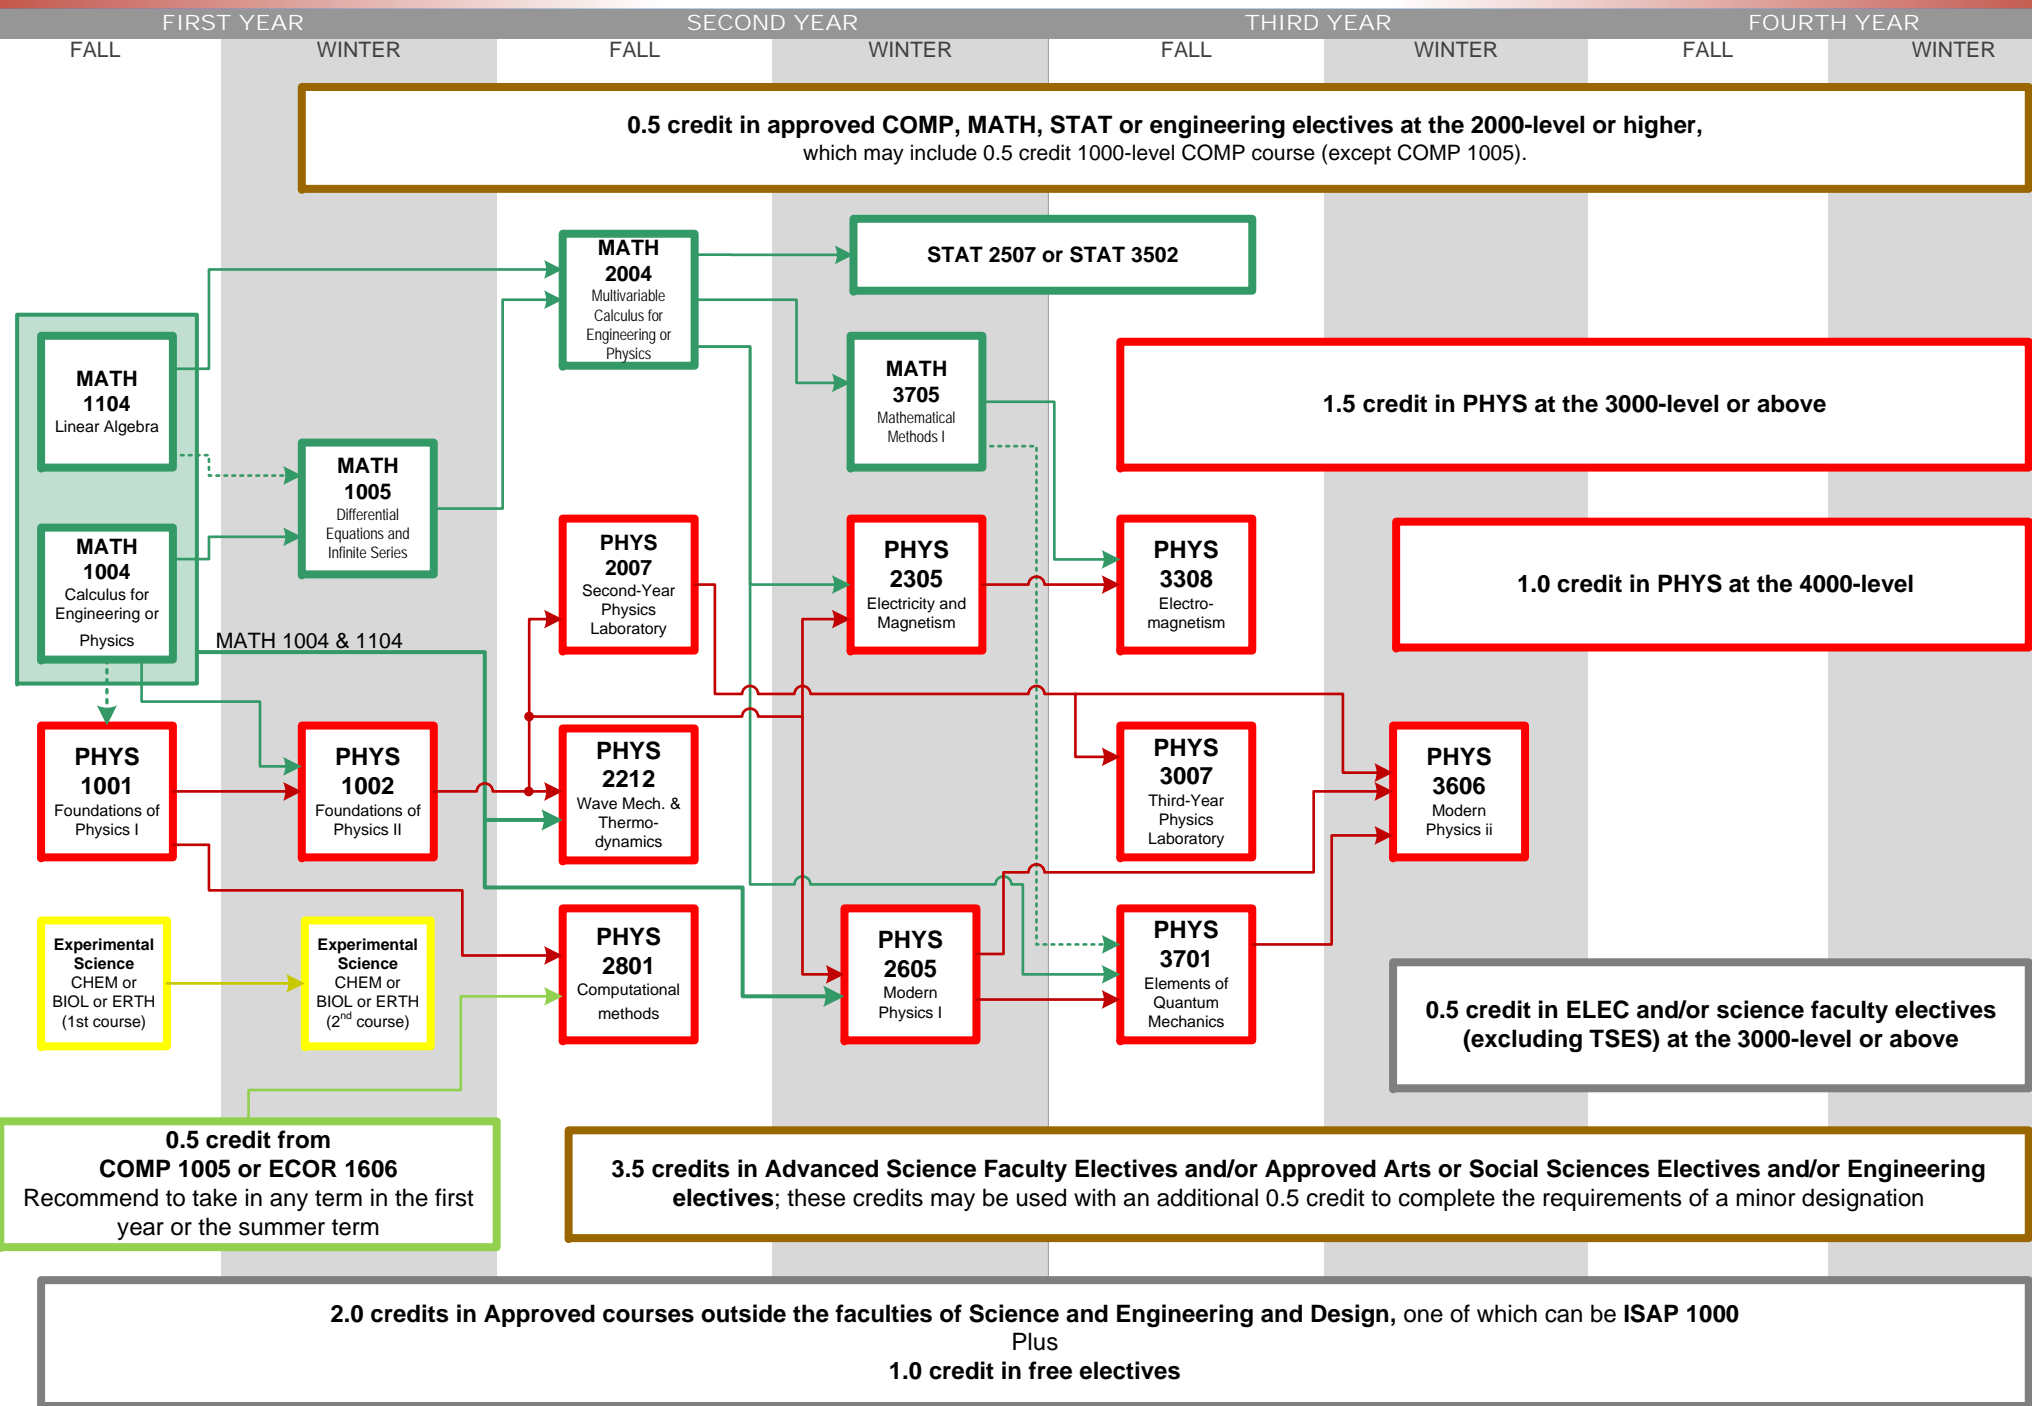 FIRST YEAR
SECOND YEAR
THIRD YEAR
FOURTH YEAR
FALL
WINTER
FALL
WINTER
FALL
WINTER
FALL
WINTER
0.5 credit in approved COMP, MATH, STAT or engineering electives at the 2000-level or higher,
which may include 0.5 credit 1000-level COMP course (except COMP 1005).
MATH
2004
Multivariable
Calculus for
Engineering or
Physics
STAT 2507 or STAT 3502
MATH
1104
Linear Algebra
MATH
3705
Mathematical
Methods I
1.5 credit in PHYS at the 3000-level or above
MATH
1005
Differential
Equations and
Infinite Series
MATH
1004
Calculus for
Engineering or
Physics
MATH 1004 & 1104
PHYS
2007
Second-Year
Physics
Laboratory
PHYS
2305
Electricity and
Magnetism
PHYS
3308
Electro-
magnetism
1.0 credit in PHYS at the 4000-level
PHYS
1001
Foundations of
Physics I
PHYS
1002
Foundations of
Physics II
PHYS
2212
Wave Mech. &
Thermo-
dynamics
PHYS
3007
Third-Year
Physics
Laboratory
PHYS
3606
Modern
Physics ii
Experimental
Science
CHEM or
BIOL or ERTH
(1st course)
Experimental
Science
CHEM or
BIOL or ERTH
(2nd course)
PHYS
2801
Computational
methods
PHYS
2605
Modern
Physics I
PHYS
3701
Elements of
Quantum
Mechanics
0.5 credit in ELEC and/or science faculty electives
(excluding TSES) at the 3000-level or above
0.5 credit from
COMP 1005 or ECOR 1606
Recommend to take in any term in the first
year or the summer term
3.5 credits in Advanced Science Faculty Electives and/or Approved Arts or Social Sciences Electives and/or Engineering
electives; these credits may be used with an additional 0.5 credit to complete the requirements of a minor designation
2.0 credits in Approved courses outside the faculties of Science and Engineering and Design, one of which can be ISAP 1000
Plus
1.0 credit in free electives